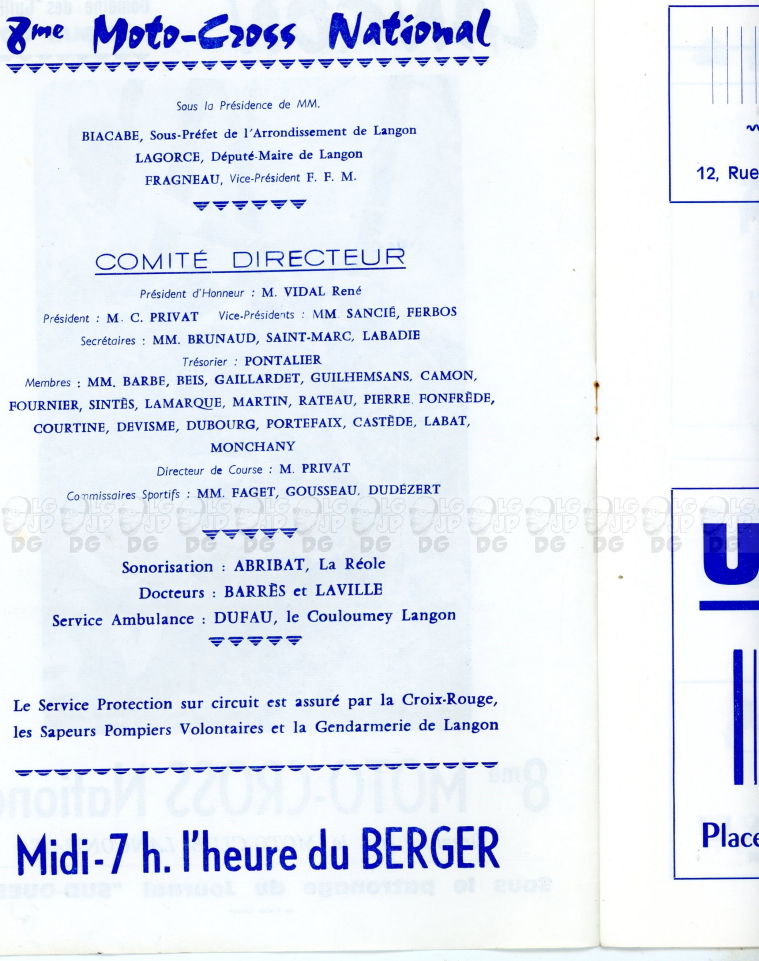 8me Moto-Cross National
Sous la Présidence de MM.
BIACABE, Sous-Préfet de l'Arrondissement de Langon
LAGORCE, Député-Maire de Langon
FRAGNEAU, Vice-Président F. F. M.
COMITÉ DIRECTEUR
Président d'Honneur : M. VIDAL René
Président : M. C. PRIVAT Vice-Présidents : MM. SANCIÉ, FERBOS
Secrétaires : MM. BRUNAUD, SAINT-MARC, LABADIE
Trésorier : PONTALIER
Membres : MM. BARBE, BEIS, GAILLARDET, GUILHEMSANS, CAMON,
FOURNIER, SINTÈS, LAMARQUE, MARTIN, RATEAU, PIERRE, FONFRÈDE,
COURTINE, DEVISME, DUBOURG, PORTEFAIX, CASTÈDE, LABAT,
MONCHANY
Directeur de Course : M. PRIVAT
Commissaires Sportifs : MM. FAGET, GOUSSEAU, DUDÉZERT
Sonorisation : ABRIBAT, La Réole
Docteurs : BARRÈS et LAVILLE
Service Ambulance : DUFAU, le Couloumey Langon
Le Service Protection sur circuit est assuré par la Croix-Rouge,
les Sapeurs Pompiers Volontaires et la Gendarmerie de Langon
Midi-7 h. l'heure du BERGER
12, Rue
U
Place